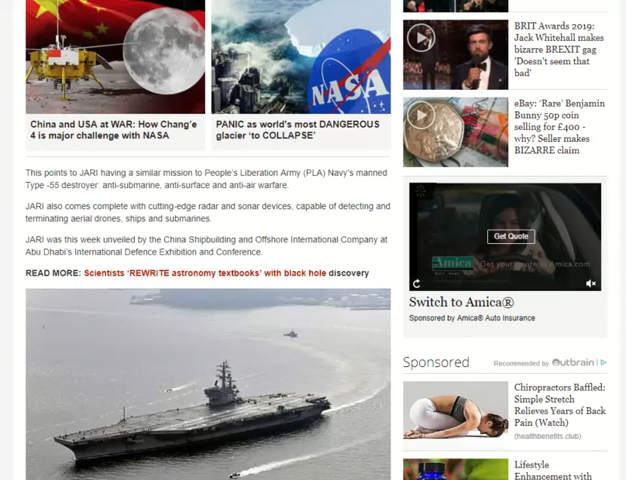 China and USA at WAR: How Chang'e
4 is major challenge with NASA
NASA
PANIC as world's most DANGEROUS
glacier 'to COLLAPSE'
This points to JARI having a similar mission to People's Liberation Army (PLA) Navy's manned
Type -55 destroyer: anti-submarine, anti-surface and anti-air warfare.
JARI also comes complete with cutting-edge radar and sonar devices, capable of detecting and
terminating aerial drones, ships and submarines.
JARI was this week unveiled by the China Shipbuilding and Offshore International Company at
Abu Dhabi's International Defence Exhibition and Conference.
READ MORE: Scientists 'REWRITE astronomy textbooks' with black hole discovery
BRIT Awards 2019:
Jack Whitehall makes
bizarre BREXIT gag
'Doesn't seem that
bad'
eBay: 'Rare' Benjamin
Bunny 50p coin
selling for £400 -
why? Seller makes
BIZARRE claim
Get Quote
Amica
Switch to Amica®
Sponsored by Amica® Auto Insurance
Sponsored
Recommended by Outbrain
Chiropractors Baffled:
Simple Stretch
Relieves Years of Back
Pain (Watch)
(healthbenefits.club)
Lifestyle
Enhancement with